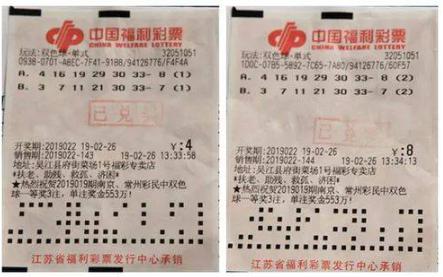 中国福利彩票
CHINA WELFARE LOTTERY
玩法:双色球-单式 32051051
0938-0701-A8EC-7F41-91B8/94126776/F4F4A
A. 4 16 19 29 30 33- 8 (1)
B. 3 7 11 21 30 33- 7 (1)
已兑奖
开奖期:2019022 19-02-26 ¥:4
销售期:2019022-143 19-02-26 13:33:58
地址:吴江县府街菜场1号福彩专卖店
*扶老、助残、救孤、济困*
★热烈祝贺2019019期南京、常州彩民中双色
球一等奖3注,单注奖金553万!
江苏省福利彩票发行中心承销
中国福利彩票
CHINA WELFARE LOTTERY
玩法:双色球-单式 32051051
1D0C-07B5-5892-7C65-7A80/94126776/60F57
A. 4 16 19 29 30 33- 8 (2)
B. 3 7 11 21 30 33- 7 (2)
已兑奖
开奖期:2019022 19-02-26 ¥:8
销售期:2019022-144 19-02-26 13:34:13
地址:吴江县府街菜场1号福彩专卖店
*扶老、助残、救孤、济困*
★热烈祝贺2019019期南京、常州彩民中双色
球一等奖3注,单注奖金553万!
江苏省福利彩票发行中心承销